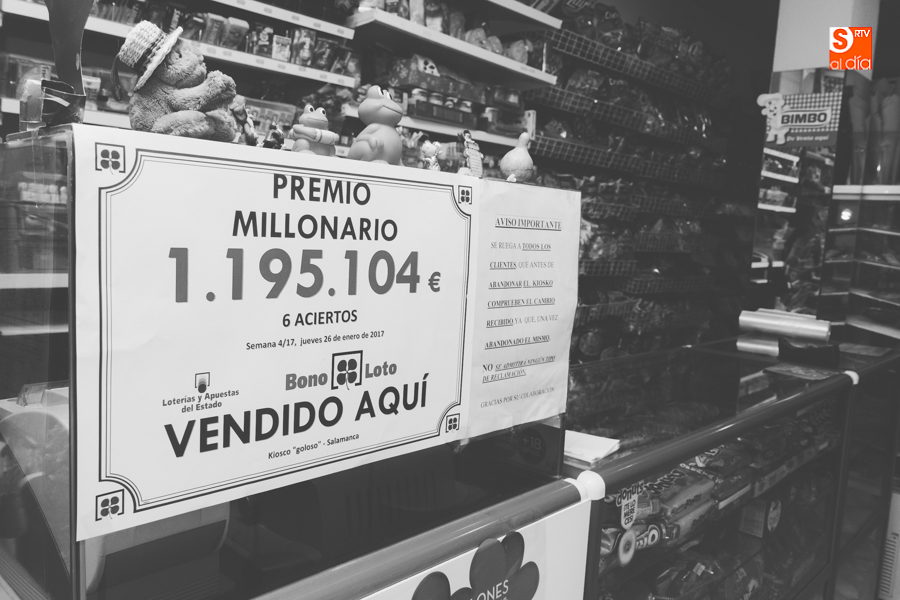 S RTV
al día
BIMBO
PREMIO
MILLONARIO
1.195.104 €
6 ACIERTOS
Semana 4/17, jueves 26 de enero de 2017
Loterías y Apuestas
del Estado
Bono Loto
VENDIDO AQUÍ
Kiosco "goloso" - Salamanca
AVISO IMPORTANTE
SE RUEGA A TODOS LOS
CLIENTES QUE ANTES DE
ABANDONAR EL KIOSKO
COMPRUEBEN EL CAMBIO
RECIBIDO YA QUE, UNA VEZ
ABANDONADO EL MISMO,
NO SE ADMITIRÁ NINGÚN TIPO
DE RECLAMACIÓN.
GRACIAS POR SU COLABORACIÓN
donuts
LONES